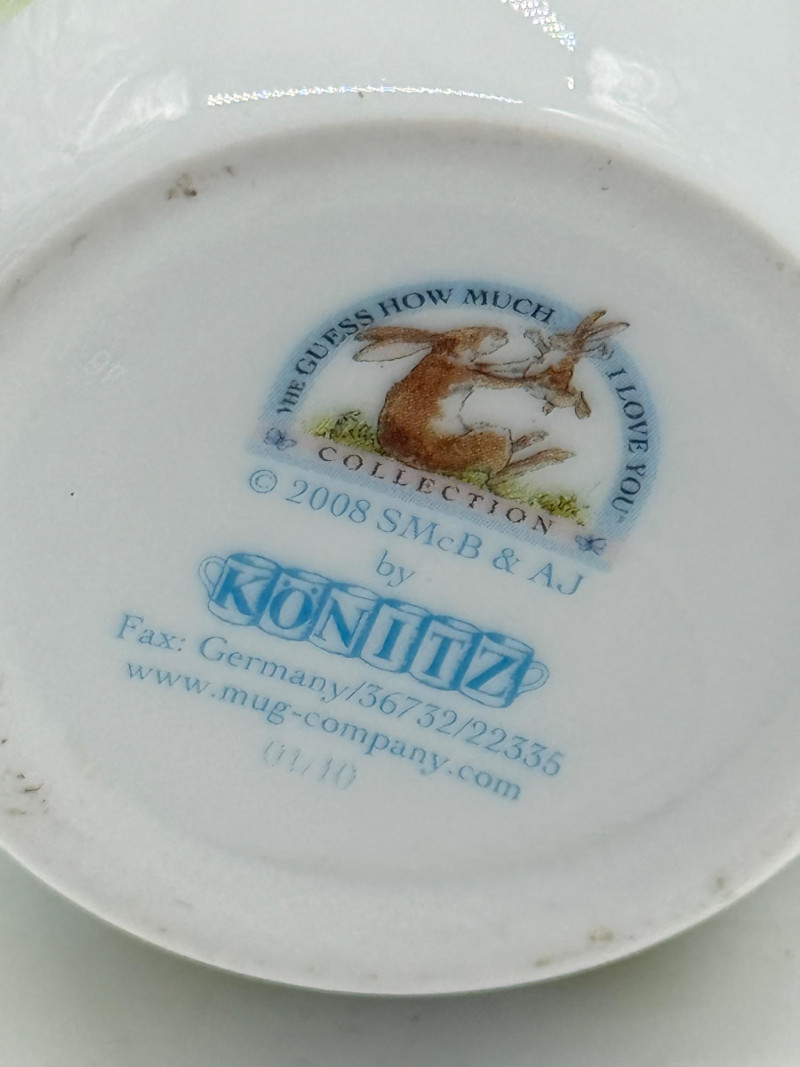 THE GUESS HOW MUCH I LOVE YOU™
COLLECTION
© 2008 SMcB & AJ
by
KÖNITZ
Fax: Germany/36732/22335
www.mug-company.com
01/10